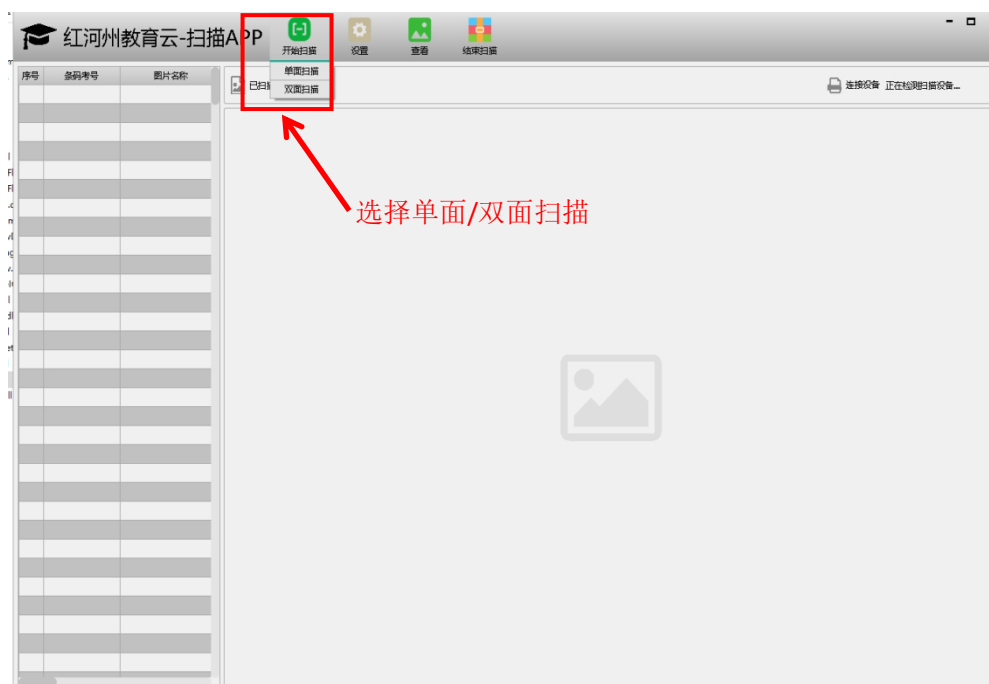 红河州教育云-扫描APP
开始扫描
设置
查看
结束扫描
单面扫描
双面扫描
序号 条码考号 图片名称
已扫
连接设备 正在检测扫描设备...
选择单面/双面扫描